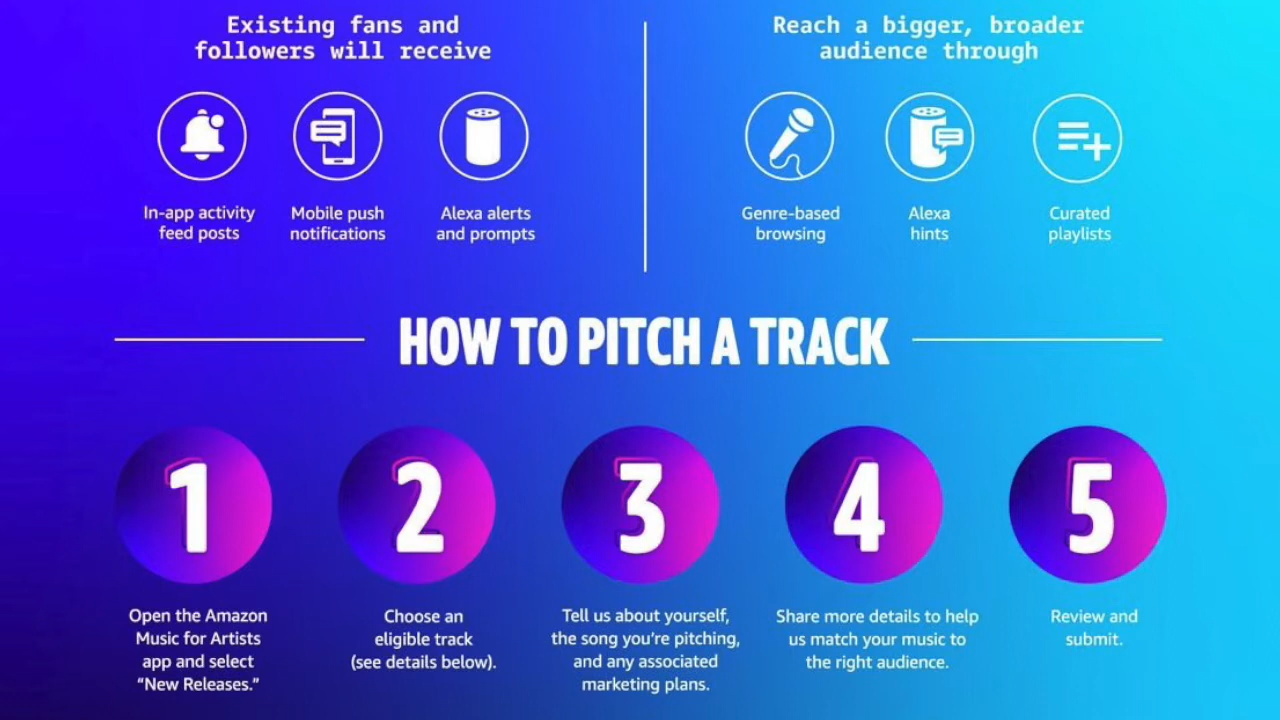 Existing fans and
followers will receive
In-app activity
feed posts
Mobile push
notifications
Alexa alerts
and prompts
Reach a bigger, broader
audience through
Genre-based
browsing
Alexa
hints
Curated
playlists
HOW TO PITCH A TRACK
1
Open the Amazon
Music for Artists
app and select
“New Releases.”
2
Choose an
eligible track
(see details below).
3
Tell us about yourself,
the song you’re pitching,
and any associated
marketing plans.
4
Share more details to help
us match your music to
the right audience.
5
Review and
submit.